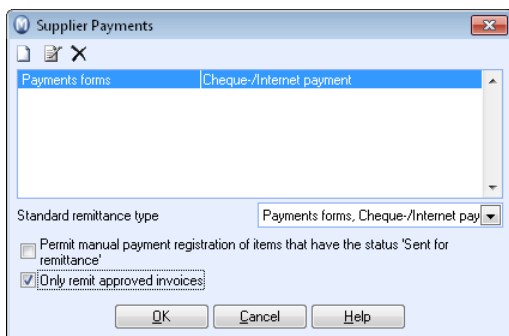 Supplier Payments
Payments forms Cheque-/Internet payment
Standard remittance type Payments forms, Cheque-/Internet pay
Permit manual payment registration of items that have the status 'Sent for
remittance'
Only remit approved invoices
OK Cancel Help